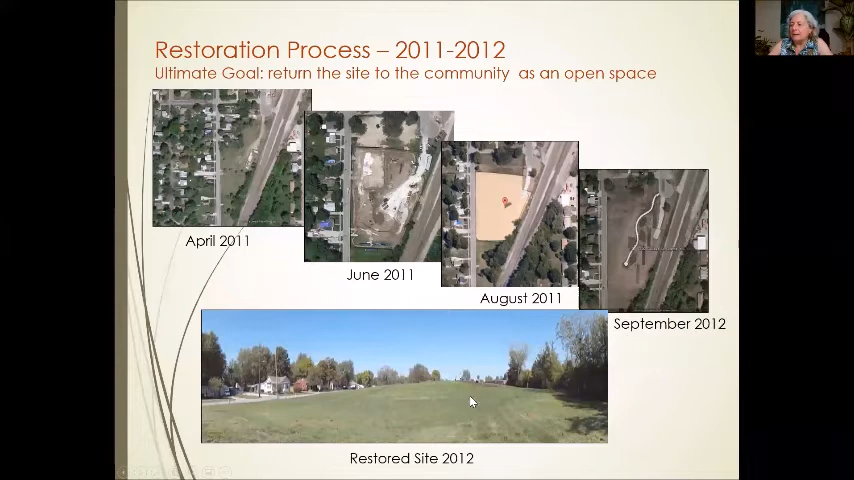 Restoration Process – 2011-2012
Ultimate Goal: return the site to the community as an open space
April 2011
June 2011
August 2011
September 2012
Restored Site 2012